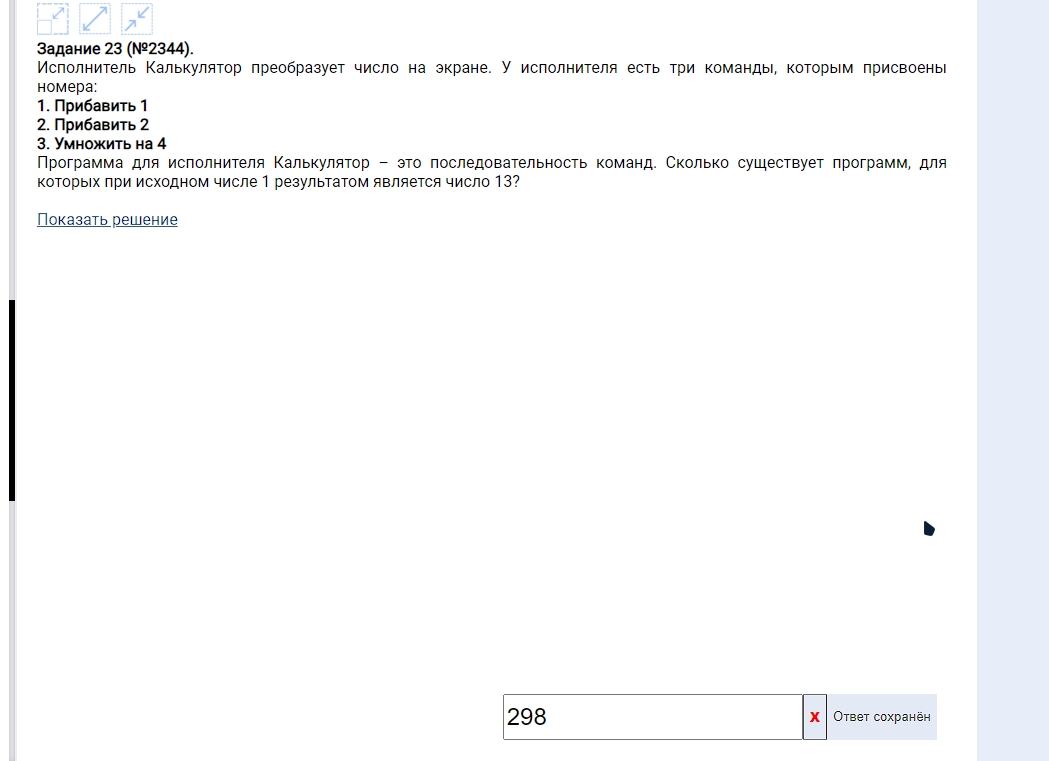 Задание 23 (№2344).
Исполнитель Калькулятор преобразует число на экране. У исполнителя есть три команды, которым присвоены
номера:
1. Прибавить 1
2. Прибавить 2
3. Умножить на 4
Программа для исполнителя Калькулятор – это последовательность команд. Сколько существует программ, для
которых при исходном числе 1 результатом является число 13?
Показать решение
298
x Ответ сохранён